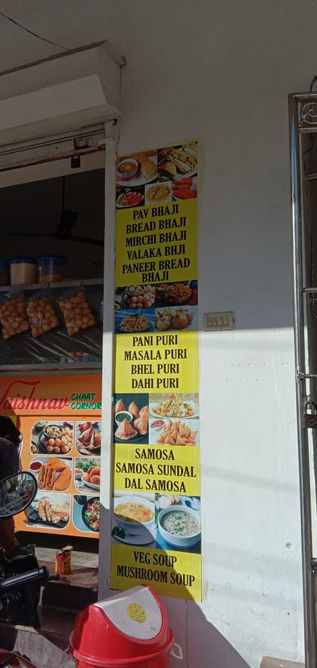 PAV BHAJI
BREAD BHAJI
MIRCHI BHAJI
VALAKA BHJI
PANEER BREAD
BHAJI
PANI PURI
MASALA PURI
BHEL PURI
DAHI PURI
Vaishnav CHAAT
CORNOR
SAMOSA
SAMOSA SUNDAL
DAL SAMOSA
VEG SOUP
MUSHROOM SOUP